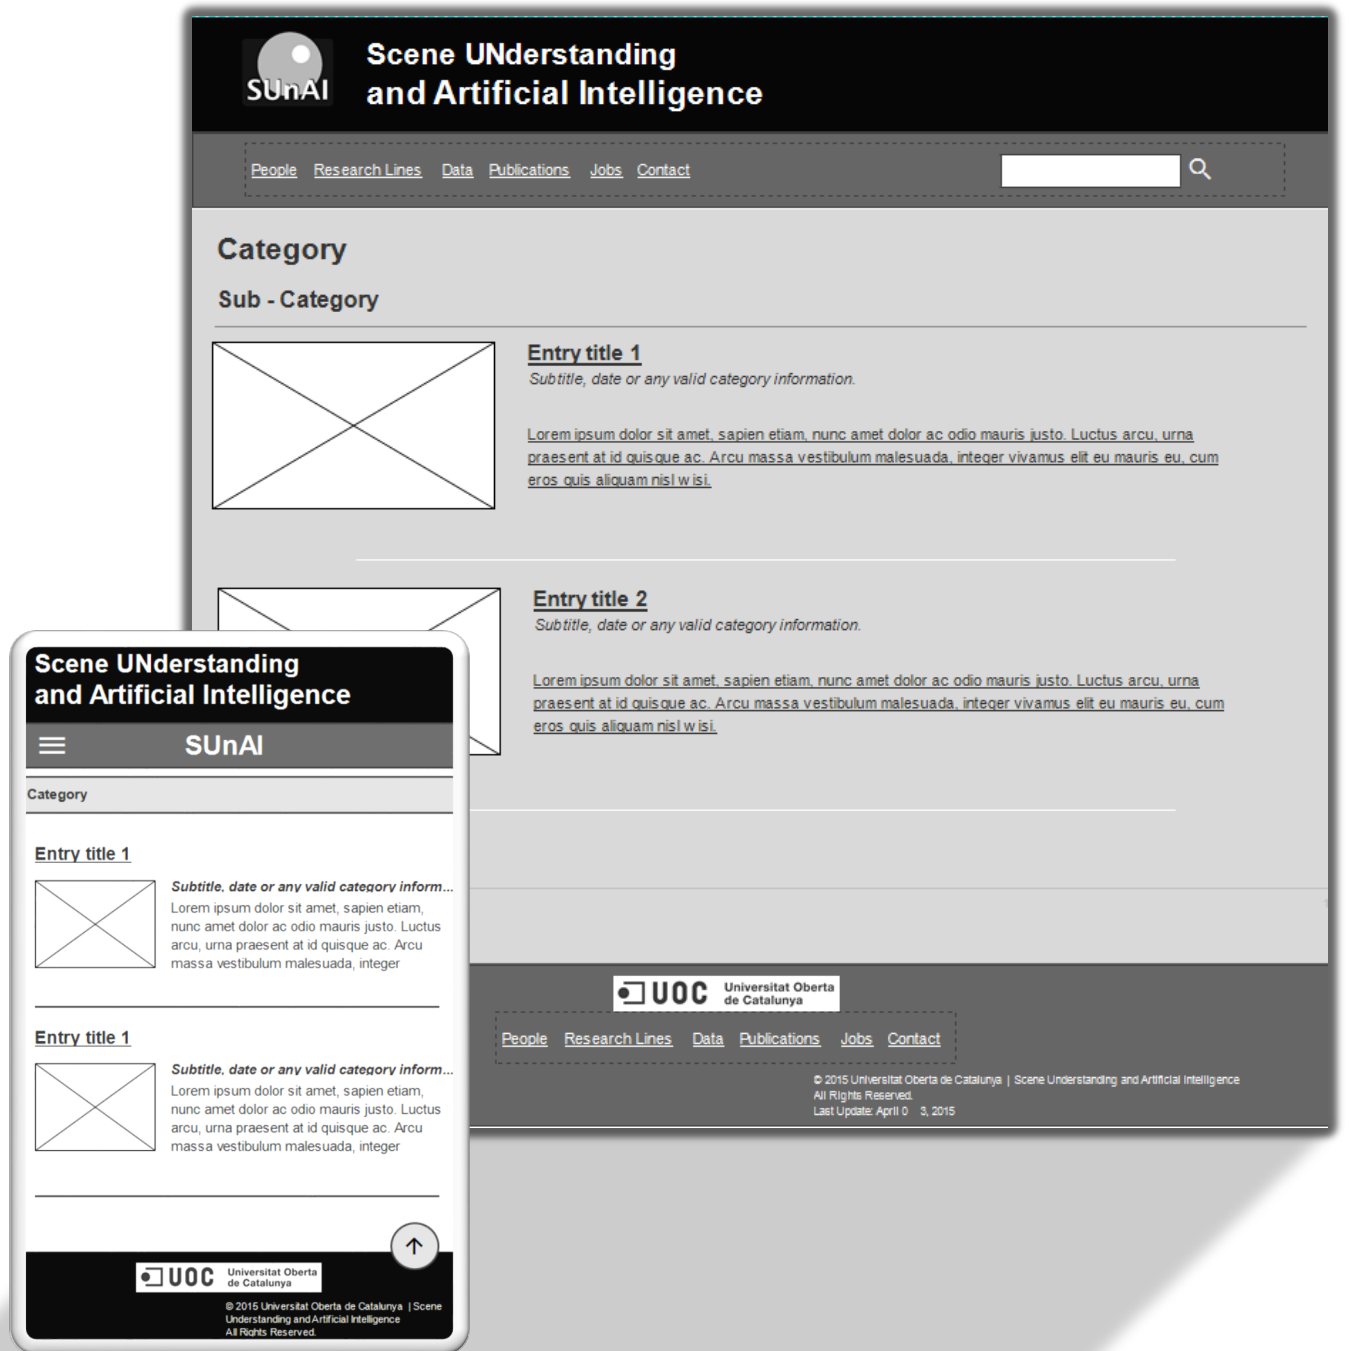 SUnAI
Scene UNderstanding
and Artificial Intelligence
People Research Lines Data Publications Jobs Contact
Category
Sub - Category
Entry title 1
Subtitle, date or any valid category information.
Lorem ipsum dolor sit amet, sapien etiam, nunc amet dolor ac odio mauris justo. Luctus arcu, urna
praesent at id quisque ac. Arcu massa vestibulum malesuada, integer vivamus elit eu mauris eu, cum
eros quis aliquam nisl wisi.
Entry title 2
Subtitle, date or any valid category information.
Lorem ipsum dolor sit amet, sapien etiam, nunc amet dolor ac odio mauris justo. Luctus arcu, urna
praesent at id quisque ac. Arcu massa vestibulum malesuada, integer vivamus elit eu mauris eu, cum
eros quis aliquam nisl wisi.
UOC Universitat Oberta
de Catalunya
People Research Lines Data Publications Jobs Contact
© 2015 Universitat Oberta de Catalunya | Scene Understanding and Artificial Intelligence
All Rights Reserved.
Last Update: April 0 3, 2015
Scene UNderstanding
and Artificial Intelligence
SUnAI
Category
Entry title 1
Subtitle, date or any valid category inform...
Lorem ipsum dolor sit amet, sapien etiam,
nunc amet dolor ac odio mauris justo. Luctus
arcu, urna praesent at id quisque ac. Arcu
massa vestibulum malesuada, integer
Entry title 1
Subtitle, date or any valid category inform...
Lorem ipsum dolor sit amet, sapien etiam,
nunc amet dolor ac odio mauris justo. Luctus
arcu, urna praesent at id quisque ac. Arcu
massa vestibulum malesuada, integer
UOC Universitat Oberta
de Catalunya
© 2015 Universitat Oberta de Catalunya | Scene
Understanding and Artificial Intelligence
All Rights Reserved.